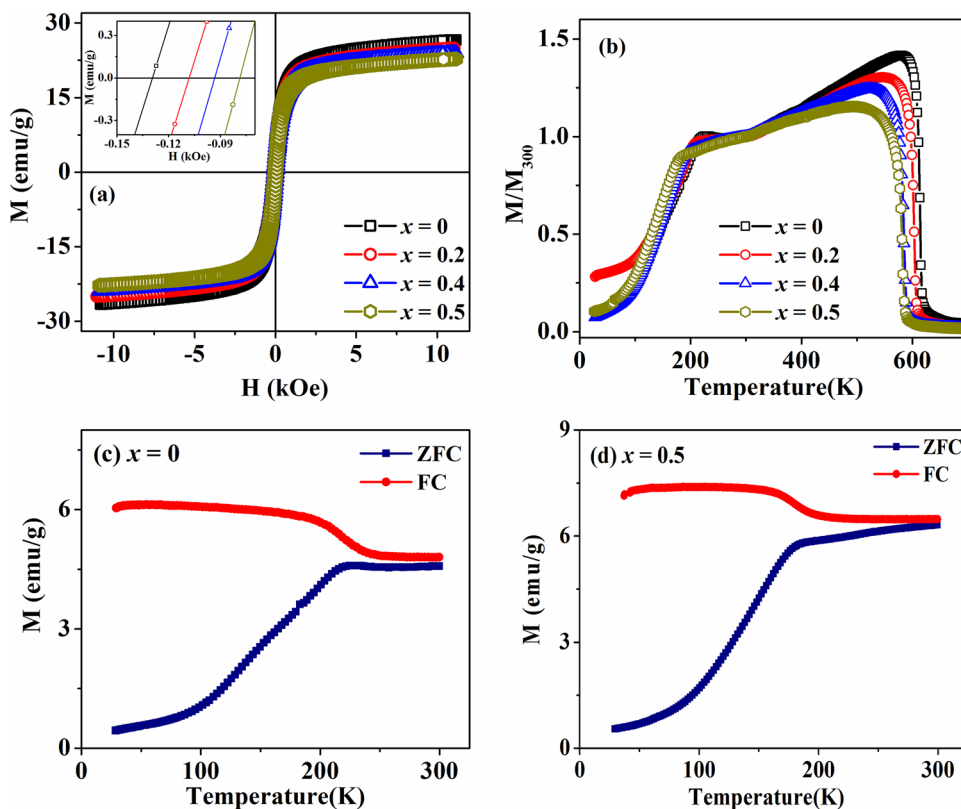 30
15
0
-15
-30
M (emu/g)
0.3
0.0
-0.3
M (emu/g)
-0.15
-0.12
-0.09
H (kOe)
(a)
x = 0
x = 0.2
x = 0.4
x = 0.5
-10
-5
0
5
10
H (kOe)
1.5
1.0
0.5
0.0
M/M300
(b)
x = 0
x = 0.2
x = 0.4
x = 0.5
0
200
400
600
Temperature(K)
(c) x = 0
ZFC
FC
6
3
0
M (emu/g)
0
100
200
300
Temperature(K)
(d) x = 0.5
ZFC
FC
9
6
3
0
M (emu/g)
0
100
200
300
Temperature(K)